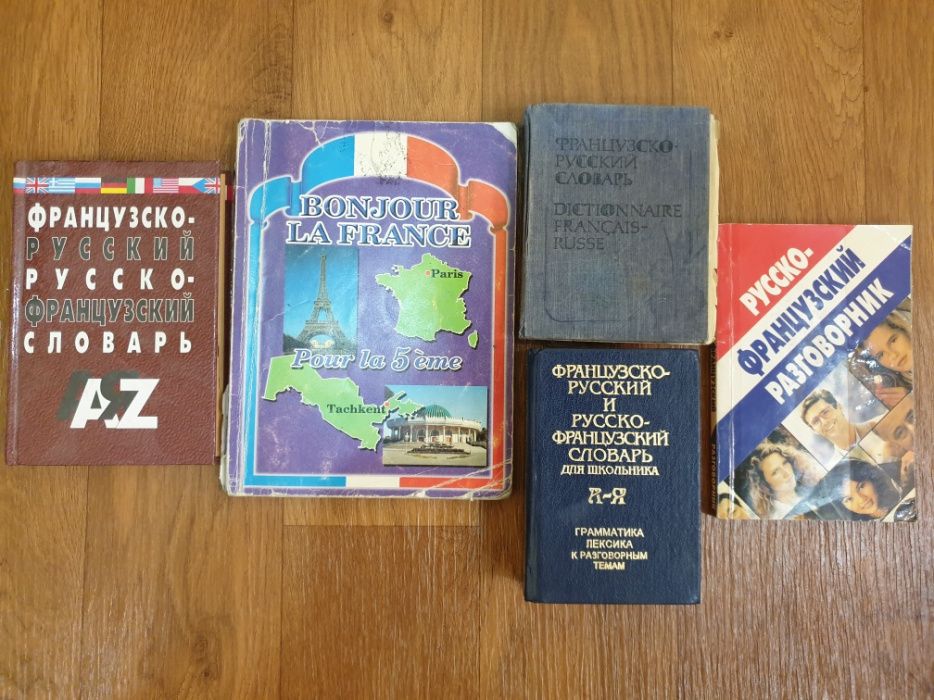 ФРАНЦУЗСКО-
РУССКИЙ
РУССКО-
ФРАНЦУЗСКИЙ
СЛОВАРЬ
AZ
BONJOUR
LA FRANCE
Paris
Pour la 5ème
Tachkent
ФРАНЦУЗСКО-
РУССКИЙ
СЛОВАРЬ
DICTIONNAIRE
FRANÇAIS-
RUSSE
ФРАНЦУЗСКО-
РУССКИЙ
И
РУССКО-
ФРАНЦУЗСКИЙ
СЛОВАРЬ
ДЛЯ ШКОЛЬНИКА
А-Я
ГРАММАТИКА
ЛЕКСИКА
К РАЗГОВОРНЫМ
ТЕМАМ
РУССКО-
ФРАНЦУЗСКИЙ
РАЗГОВОРНИК